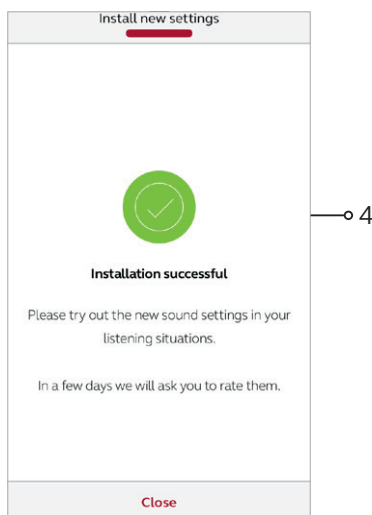 Install new settings
4
Installation successful
Please try out the new sound settings in your
listening situations.
In a few days we will ask you to rate them.
Close